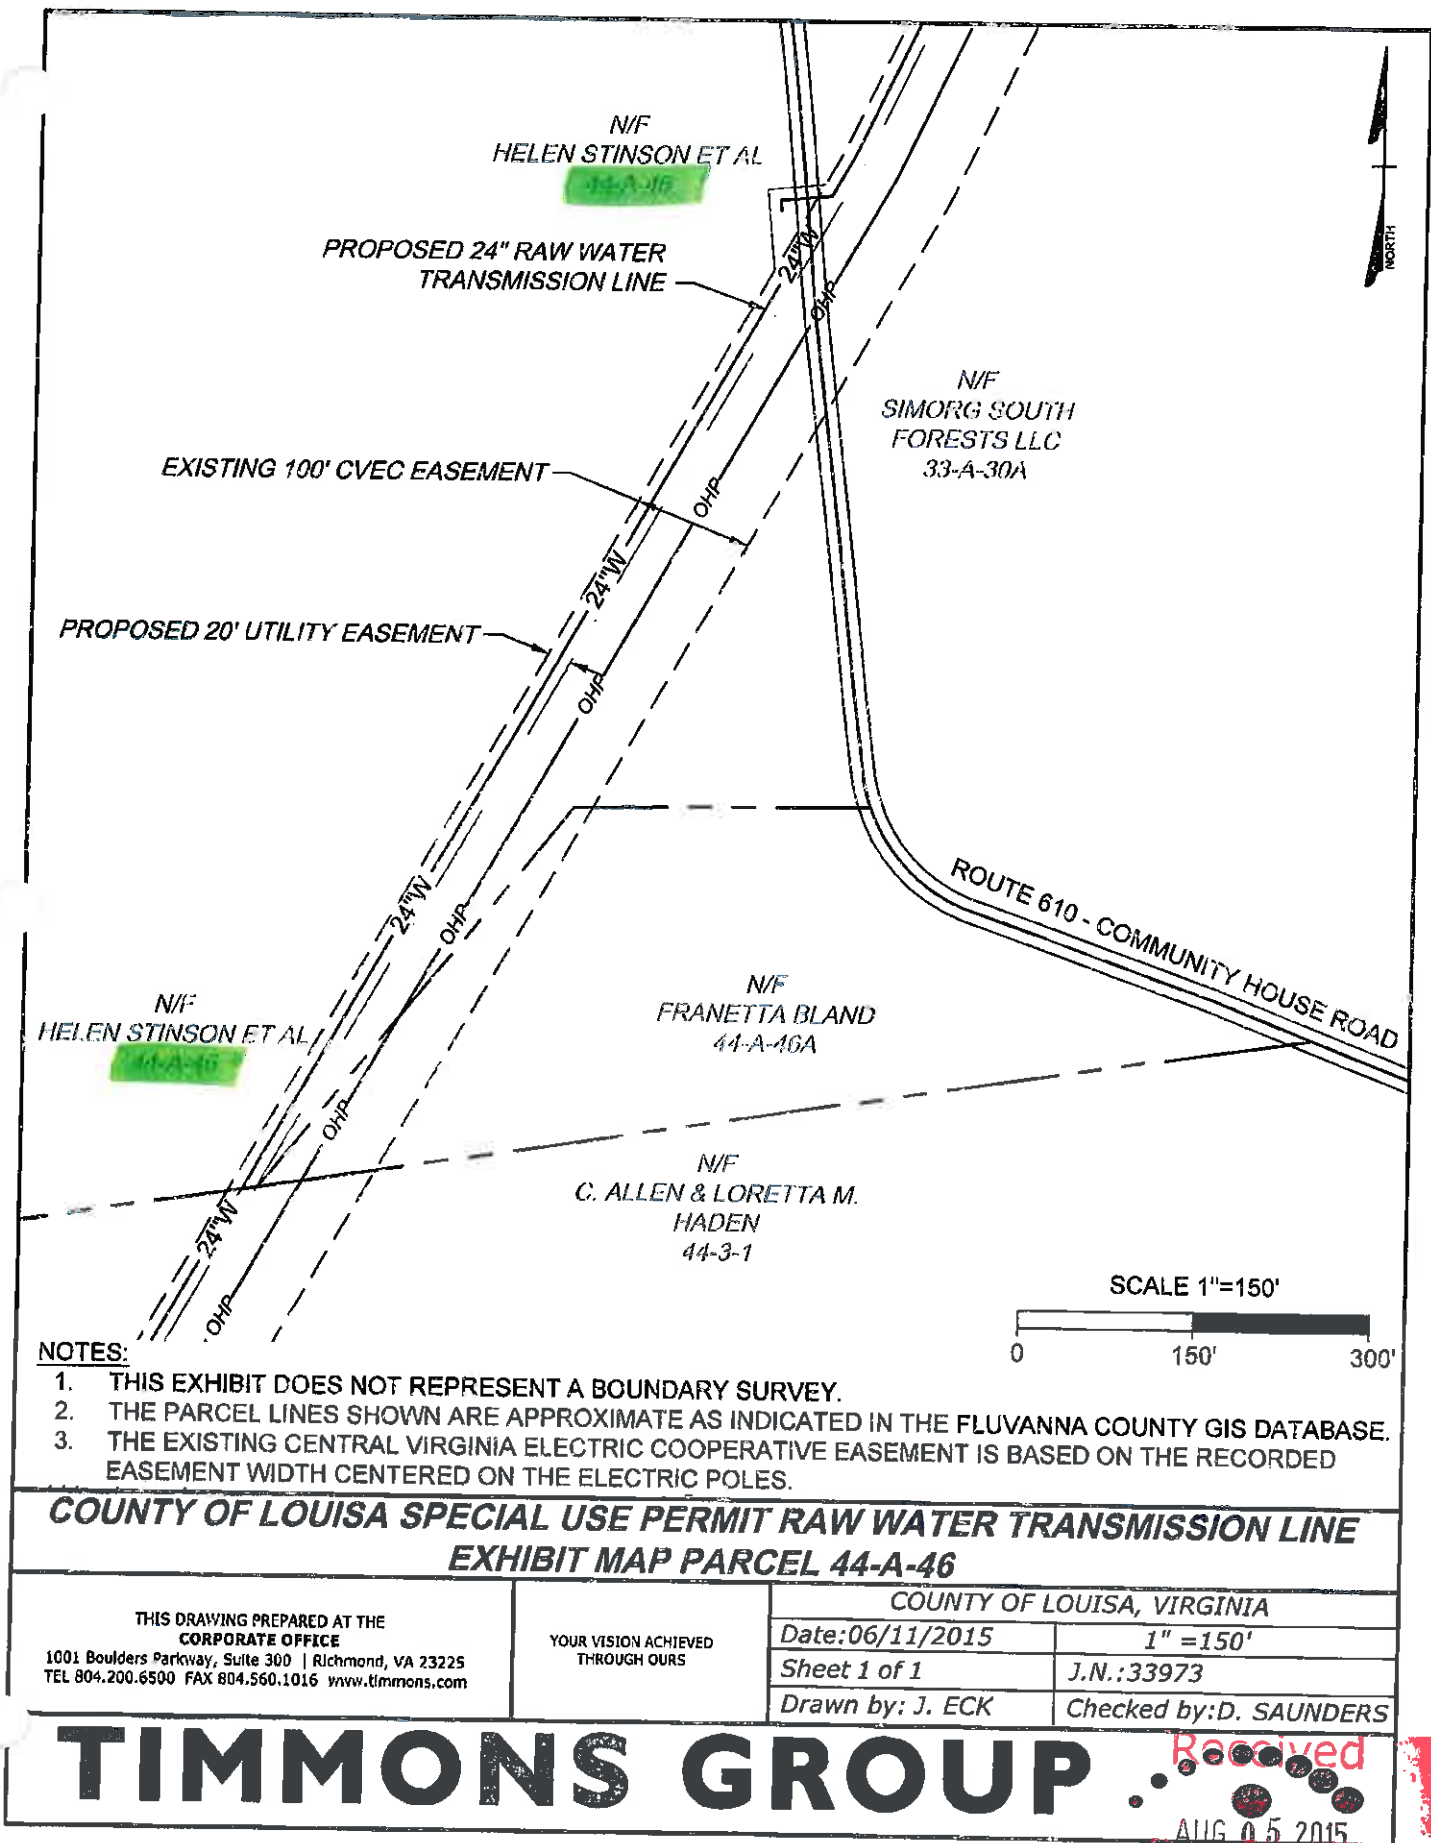 N/F
HELEN STINSON ET AL
44-A-46
PROPOSED 24" RAW WATER
TRANSMISSION LINE
24"W
OHP
N/F
SIMORG SOUTH
FORESTS LLC
33-A-30A
EXISTING 100' CVEC EASEMENT
OHP
24"W
PROPOSED 20' UTILITY EASEMENT
OHP
NORTH
24"W
OHP
ROUTE 610 - COMMUNITY HOUSE ROAD
N/F
HELEN STINSON ET AL
44-A-46
N/F
FRANETTA BLAND
44-A-46A
OHP
N/F
C. ALLEN & LORETTA M.
HADEN
44-3-1
24"W
OHP
SCALE 1"=150'
0 150' 300'
NOTES:
1. THIS EXHIBIT DOES NOT REPRESENT A BOUNDARY SURVEY.
2. THE PARCEL LINES SHOWN ARE APPROXIMATE AS INDICATED IN THE FLUVANNA COUNTY GIS DATABASE.
3. THE EXISTING CENTRAL VIRGINIA ELECTRIC COOPERATIVE EASEMENT IS BASED ON THE RECORDED
EASEMENT WIDTH CENTERED ON THE ELECTRIC POLES.
COUNTY OF LOUISA SPECIAL USE PERMIT RAW WATER TRANSMISSION LINE
EXHIBIT MAP PARCEL 44-A-46
THIS DRAWING PREPARED AT THE
CORPORATE OFFICE
1001 Boulders Parkway, Suite 300 | Richmond, VA 23225
TEL 804.200.6500 FAX 804.560.1016 www.timmons.com
YOUR VISION ACHIEVED
THROUGH OURS
COUNTY OF LOUISA, VIRGINIA
Date:06/11/2015
1" =150'
Sheet 1 of 1
J.N.:33973
Drawn by: J. ECK
Checked by:D. SAUNDERS
TIMMONS GROUP
Received
AUG 05 2015